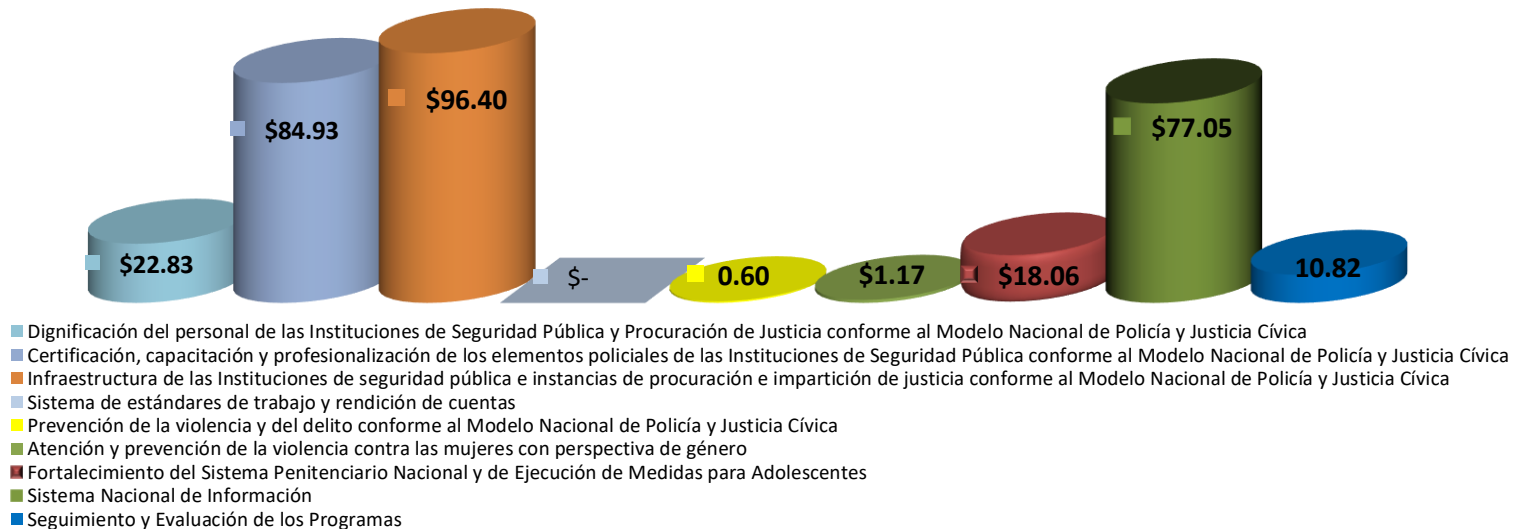 $96.40
$84.93
$77.05
$22.83
$-
0.60
$1.17
$18.06
10.82
Dignificación del personal de las Instituciones de Seguridad Pública y Procuración de Justicia conforme al Modelo Nacional de Policía y Justicia Cívica
Certificación, capacitación y profesionalización de los elementos policiales de las Instituciones de Seguridad Pública conforme al Modelo Nacional de Policía y Justicia Cívica
Infraestructura de las Instituciones de seguridad pública e instancias de procuración e impartición de justicia conforme al Modelo Nacional de Policía y Justicia Cívica
Sistema de estándares de trabajo y rendición de cuentas
Prevención de la violencia y del delito conforme al Modelo Nacional de Policía y Justicia Cívica
Atención y prevención de la violencia contra las mujeres con perspectiva de género
Fortalecimiento del Sistema Penitenciario Nacional y de Ejecución de Medidas para Adolescentes
Sistema Nacional de Información
Seguimiento y Evaluación de los Programas